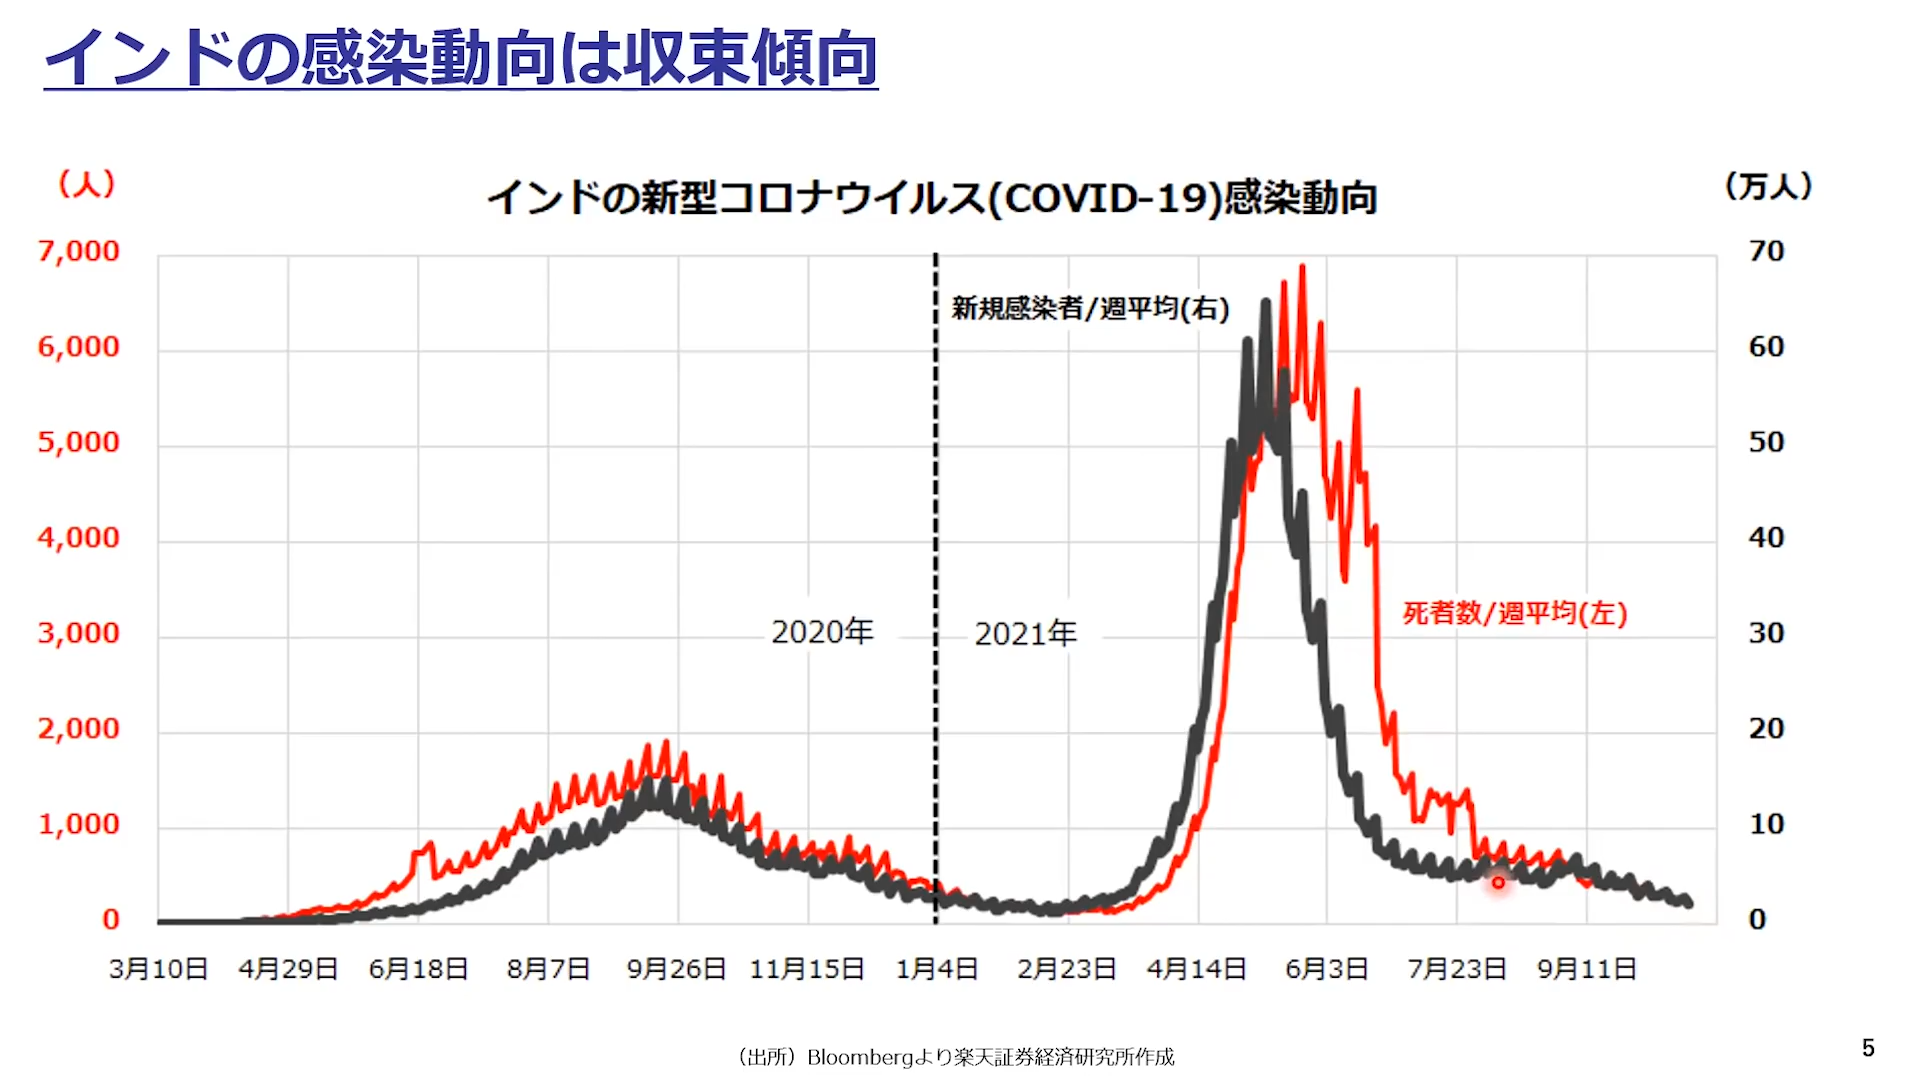 インドの感染動向は収束傾向
(人)
インドの新型コロナウイルス(COVID-19)感染動向
(万人)
7,000
70
新規感染者/週平均(右)
6,000
60
5,000
50
4,000
40
死者数/週平均(左)
3,000
2020年
2021年
30
2,000
20
1,000
10
0
0
3月10日 4月29日 6月18日 8月7日 9月26日 11月15日 1月4日 2月23日 4月14日 6月3日 7月23日 9月11日
(出所)Bloombergより楽天証券経済研究所作成
5